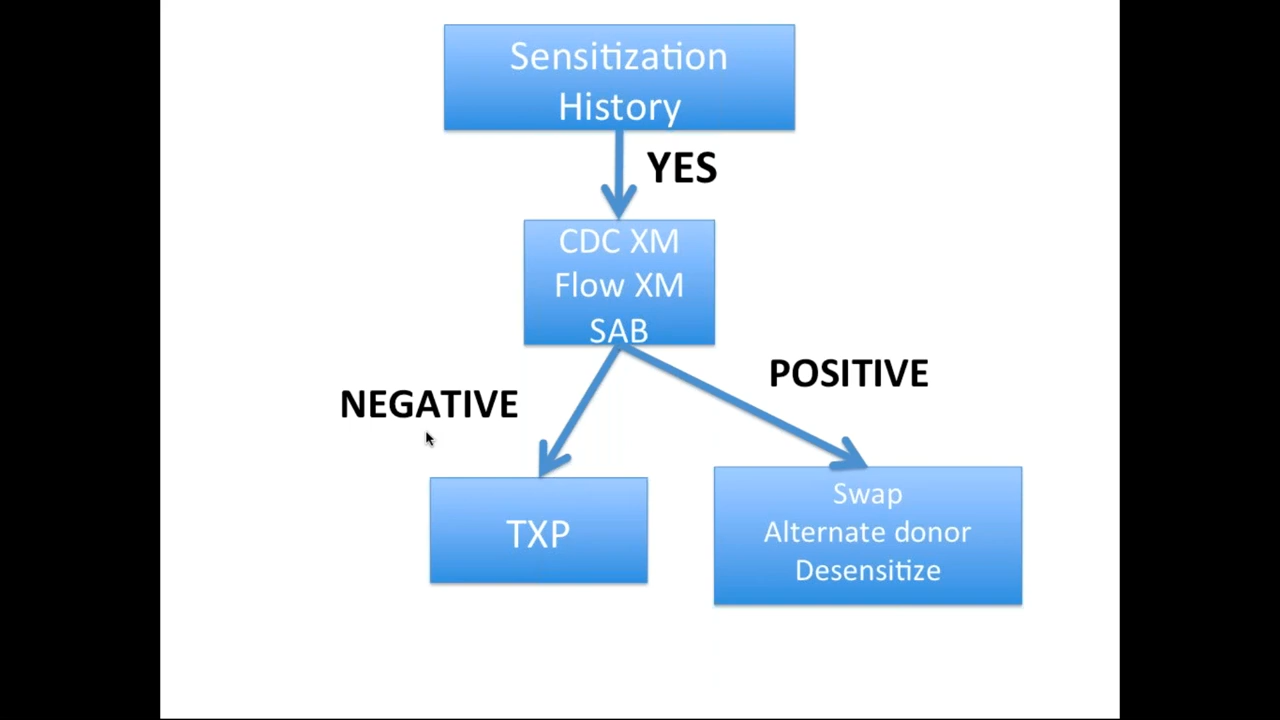 Sensitization
History
YES
CDC XM
Flow XM
SAB
POSITIVE
NEGATIVE
TXP
Swap
Alternate donor
Desensitize